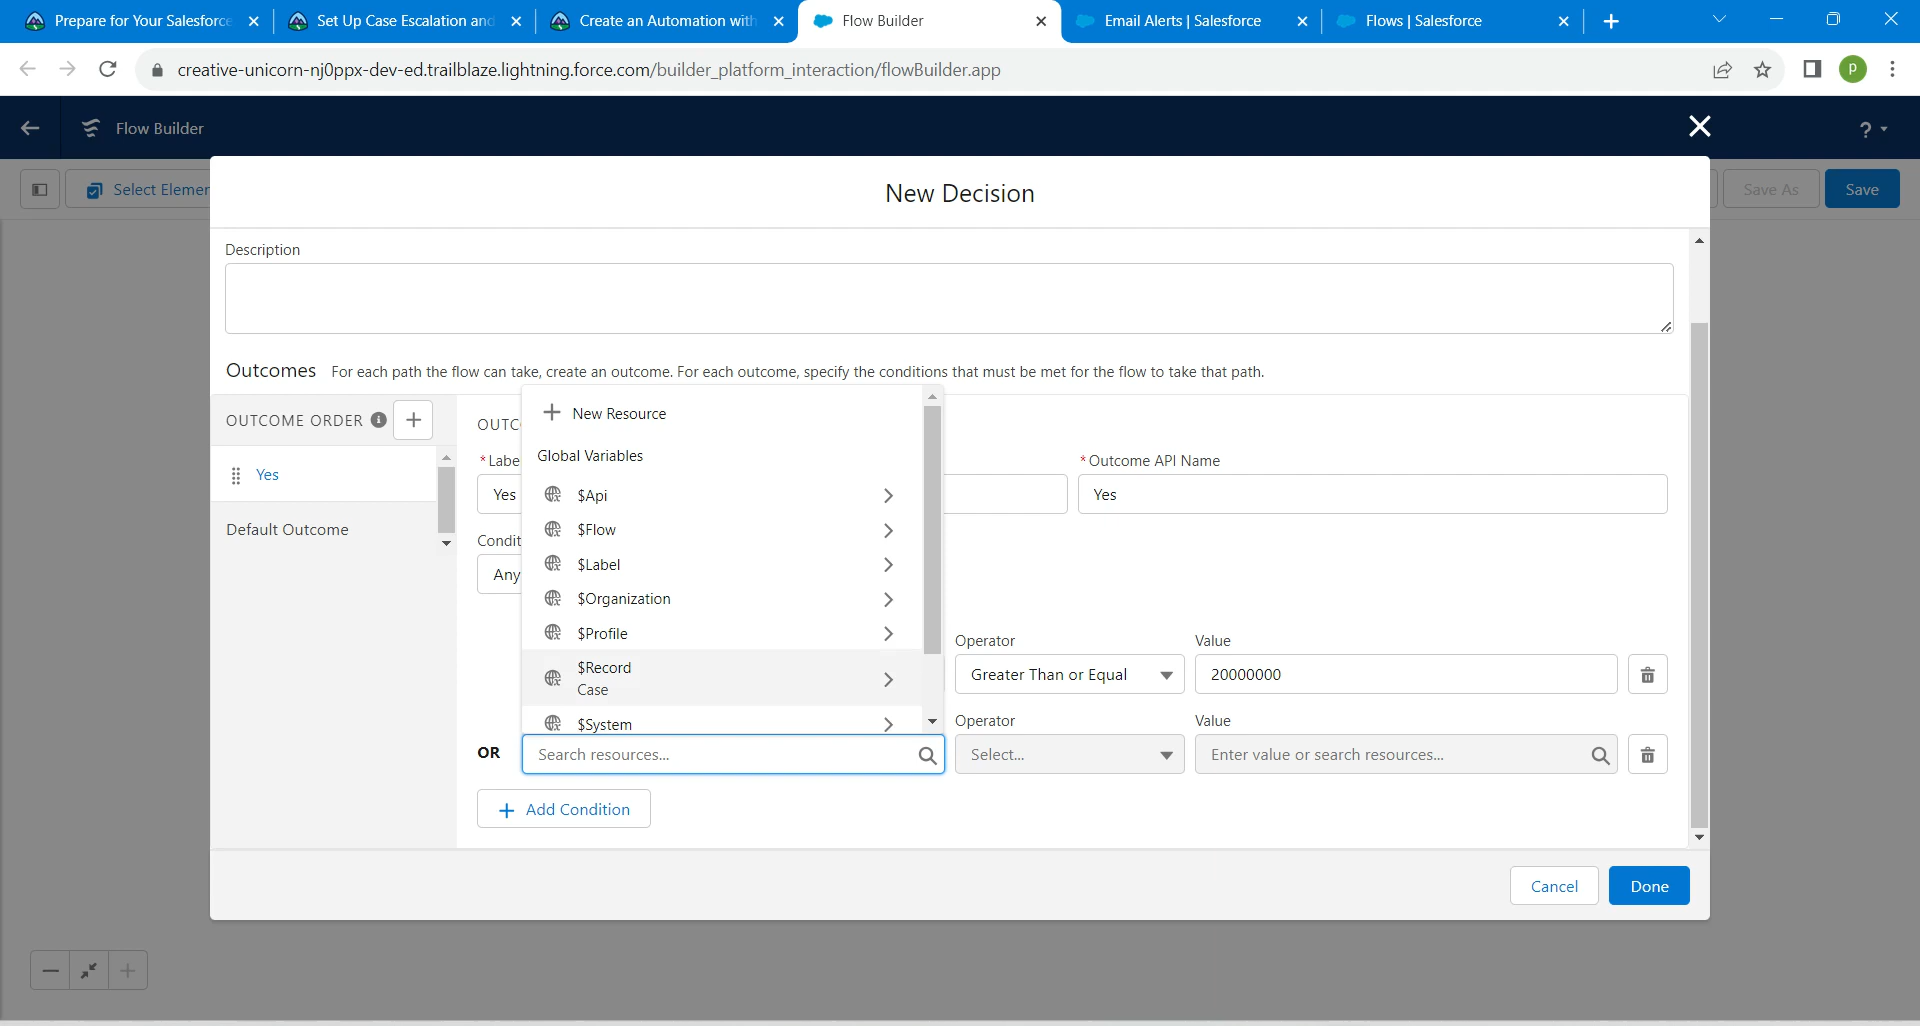 Prepare for Your Salesforce
Set Up Case Escalation and
Create an Automation with
Flow Builder
Email Alerts | Salesforce
Flows | Salesforce
creative-unicorn-nj0ppx-dev-ed.trailblaze.lightning.force.com/builder_platform_interaction/flowBuilder.app
P
Flow Builder
?
Select Elemen
New Decision
Save As
Save
Description
Outcomes For each path the flow can take, create an outcome. For each outcome, specify the conditions that must be met for the flow to take that path.
OUTCOME ORDER
Yes
Default Outcome
OUTC
*Labe
Yes
*Outcome API Name
Yes
Condit
Any
+ New Resource
Global Variables
$Api
$Flow
$Label
$Organization
$Profile
$Record
Case
$System
Operator
Value
Greater Than or Equal
20000000
Operator
Value
OR
Search resources...
Select...
Enter value or search resources...
+ Add Condition
Cancel
Done